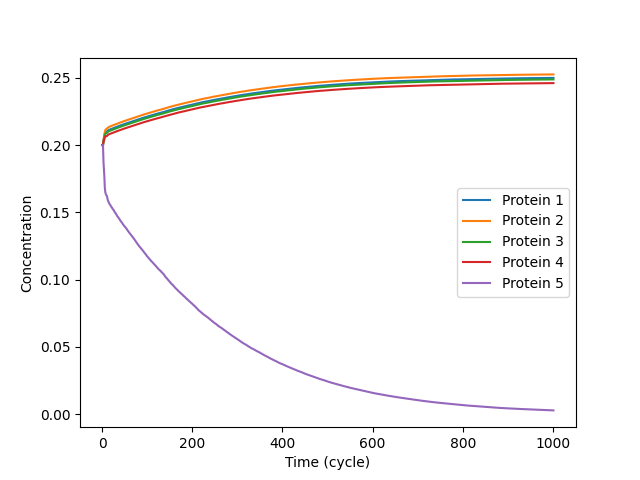 0.25
0.20
0.15
0.10
0.05
0.00
Concentration
Protein 1
Protein 2
Protein 3
Protein 4
Protein 5
0 200 400 600 800 1000
Time (cycle)